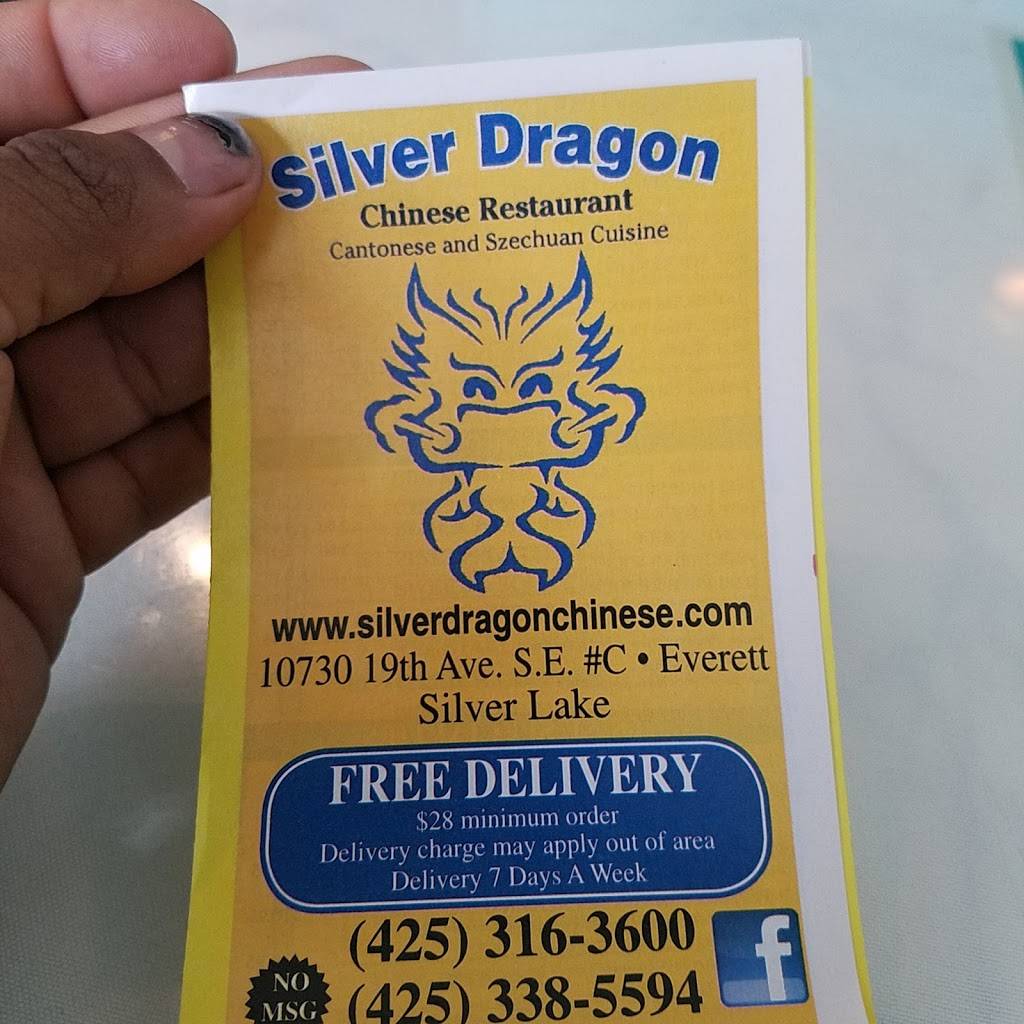 Silver Dragon
Chinese Restaurant
Cantonese and Szechuan Cuisine
www.silverdragonchinese.com
10730 19th Ave. S.E. #C • Everett
Silver Lake
FREE DELIVERY
$28 minimum order
Delivery charge may apply out of area
Delivery 7 Days A Week
(425) 316-3600
(425) 338-5594
NO
MSG
f